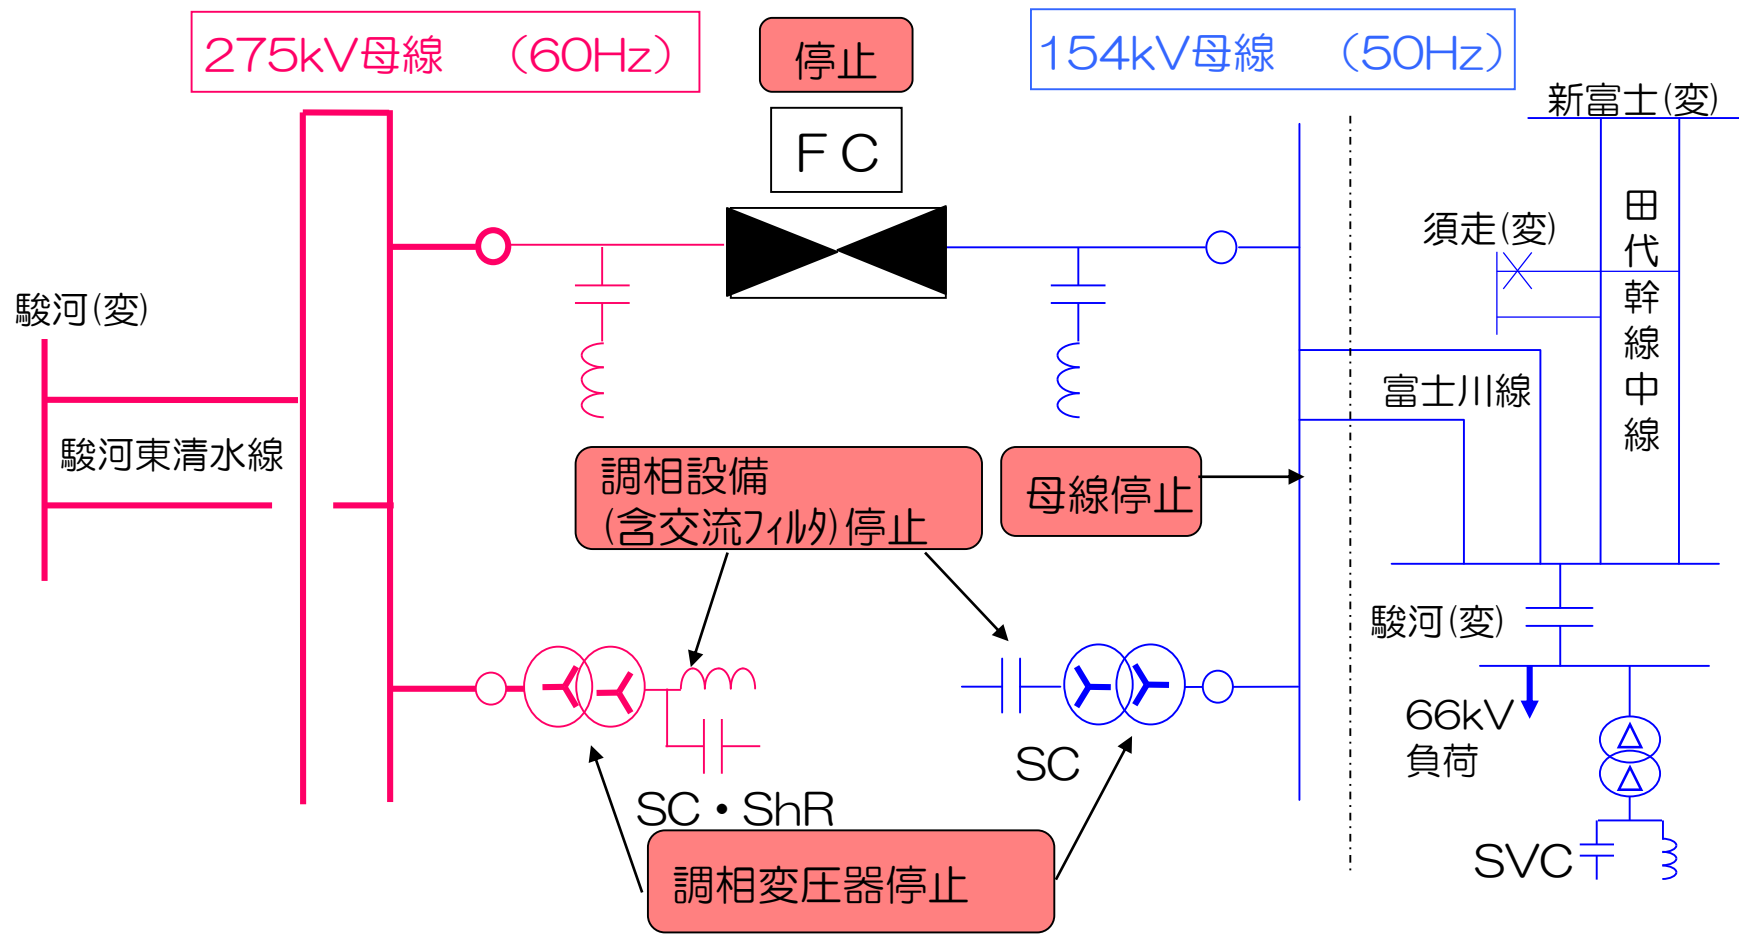 275kV母線　（60Hz）
停止
154kV母線　（50Hz）
ＦＣ
新富士(変)
須走(変)
田代幹線中線
駿河(変)
富士川線
駿河東清水線
調相設備
(含交流ﾌｨﾙﾀ)停止
母線停止
駿河(変)
66kV
負荷
SC
SC・ShR
SVC
調相変圧器停止